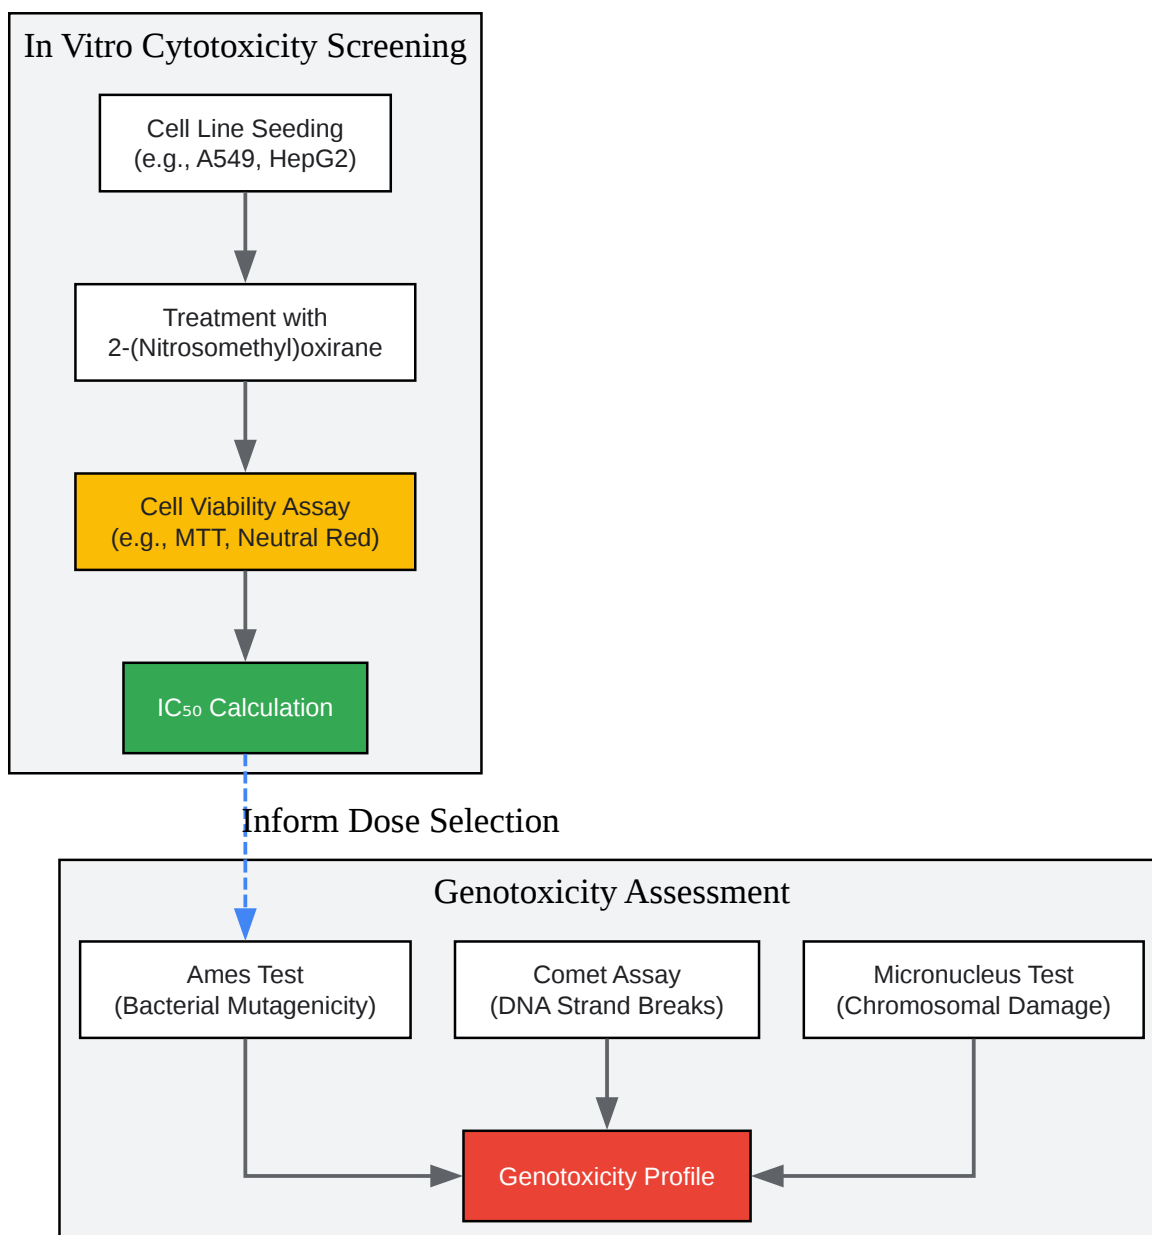 In Vitro Cytotoxicity Screening
Cell Line Seeding
(e.g., A549, HepG2)
Treatment with
2-(Nitrosomethyl)oxirane
Cell Viability Assay
(e.g., MTT, Neutral Red)
IC₅₀ Calculation
Inform Dose Selection
Genotoxicity Assessment
Ames Test
(Bacterial Mutagenicity)
Comet Assay
(DNA Strand Breaks)
Micronucleus Test
(Chromosomal Damage)
Genotoxicity Profile